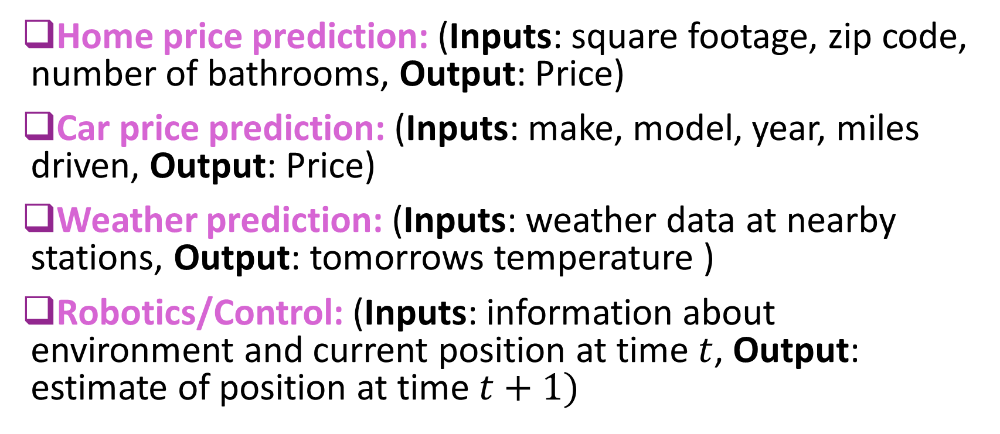 ❑Home price prediction: (Inputs: square footage, zip code,
number of bathrooms, Output: Price)
❑Car price prediction: (Inputs: make, model, year, miles
driven, Output: Price)
❑Weather prediction: (Inputs: weather data at nearby
stations, Output: tomorrows temperature )
❑Robotics/Control: (Inputs: information about
environment and current position at time t, Output:
estimate of position at time t + 1)